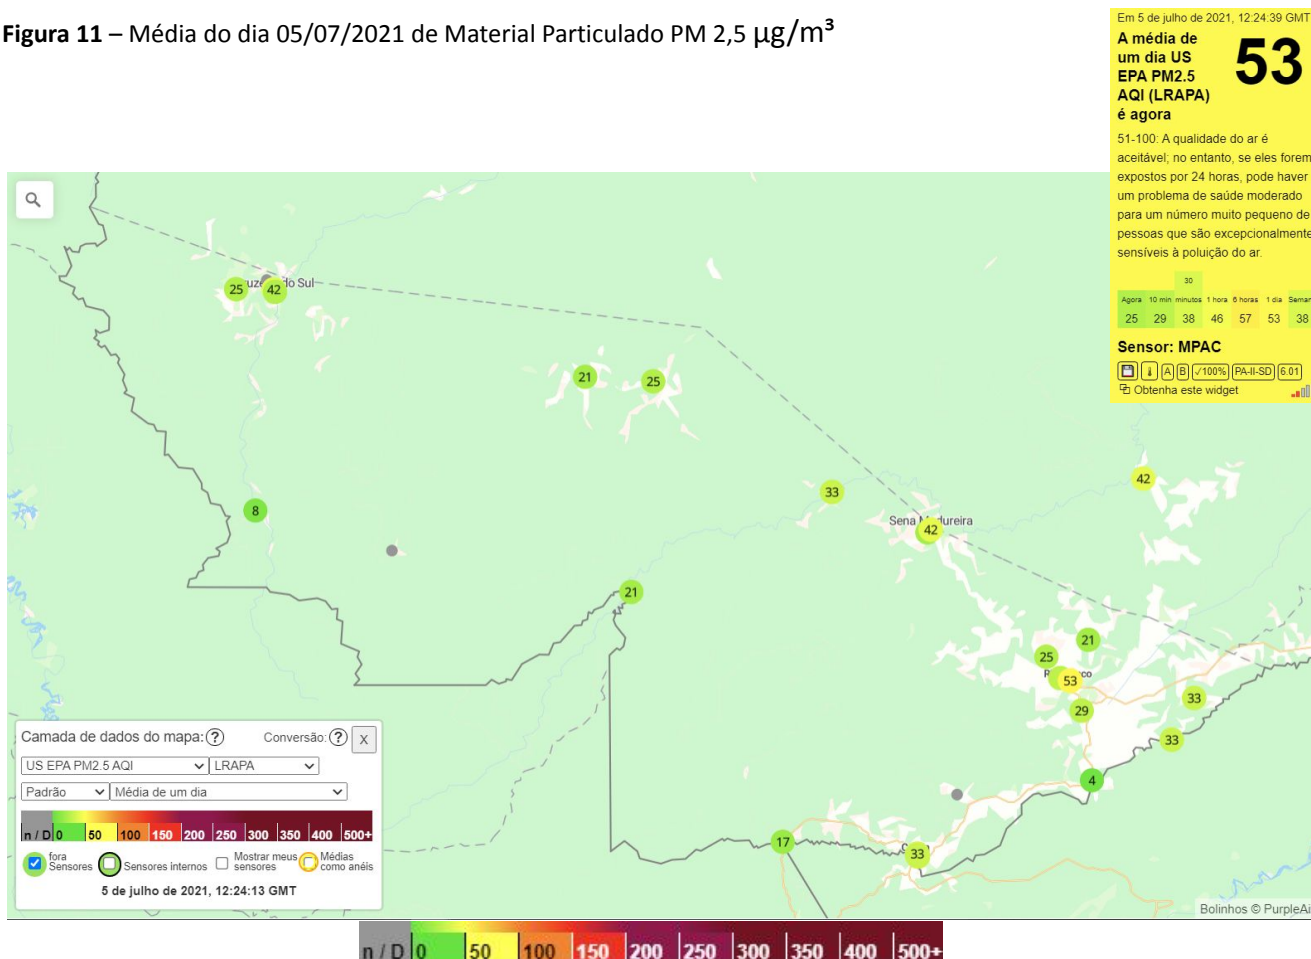 Figura 11 – Média do dia 05/07/2021 de Material Particulado PM 2,5 µg/m³
Em 5 de julho de 2021, 12:24:39 GMT
A média de
um dia US
EPA PM2.5
AQI (LRAPA)
é agora
53
51-100: A qualidade do ar é
aceitável; no entanto, se eles forem
expostos por 24 horas, pode haver
um problema de saúde moderado
para um número muito pequeno de
pessoas que são excepcionalmente
sensíveis à poluição do ar.
30
Agora 10 min minutos 1 hora 6 horas 1 dia
25 29 38 46 57 53 38
Sensor: MPAC
A B √100% PA-II-SD 6.01
Obtenha este widget
25 42 do Sul
21
25
8
33
42
Sena Madureira
42
21
21
25
53
29
33
33
4
17
33
Camada de dados do mapa: ? Conversão: ? X
US EPA PM2.5 AQI LRAPA
Padrão Média de um dia
n / D 0 50 100 150 200 250 300 350 400 500+
fora
Sensores
Sensores internos
Mostrar meus
sensores
Médias
como anéis
5 de julho de 2021, 12:24:13 GMT
Bolinhos © PurpleAi
n / D 0 50 100 150 200 250 300 350 400 500+